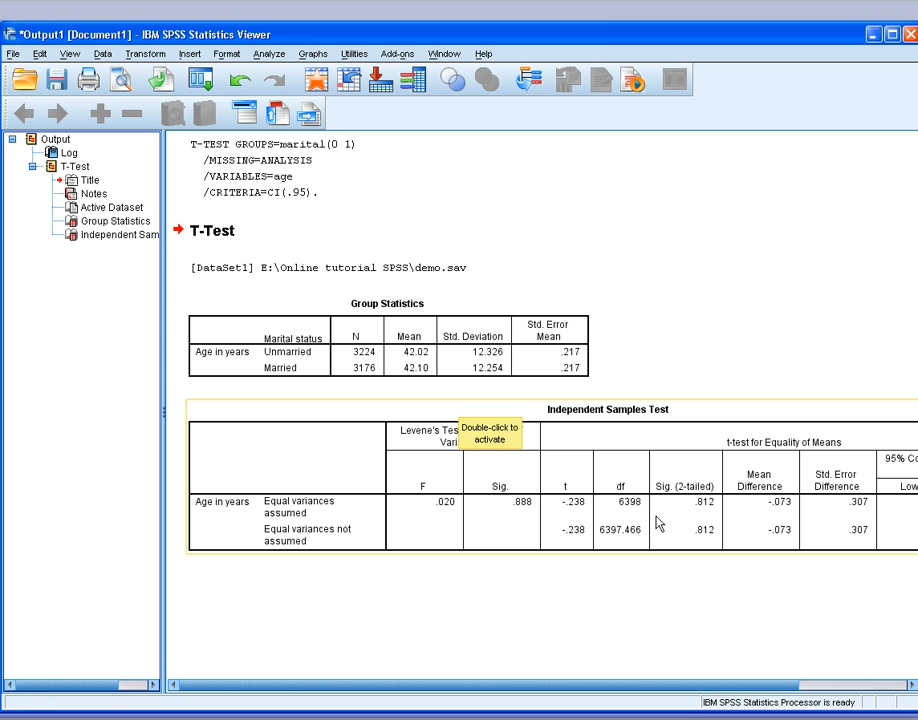 *Output1 [Document1] - IBM SPSS Statistics Viewer
File Edit View Data Transform Insert Format Analyze Graphs Utilities Add-ons Window Help
Output
Log
T-Test
Title
Notes
Active Dataset
Group Statistics
Independent Sam
T-TEST GROUPS=marital(0 1)
/MISSING=ANALYSIS
/VARIABLES=age
/CRITERIA=CI(.95).
T-Test
[DataSet1] E:\Online tutorial SPSS\demo.sav
Group Statistics
Marital status N Mean Std. Deviation Std. Error Mean
Age in years Unmarried 3224 42.02 12.326 .217
Married 3176 42.10 12.254 .217
Independent Samples Test
Levene's Tes
Vari
Double-click to
activate
t-test for Equality of Means
95% Co
F Sig. t df Sig. (2-tailed) Mean Difference Std. Error Difference Low
Age in years Equal variances assumed .020 .888 -.238 6398 .812 -.073 .307
Equal variances not assumed -.238 6397.466 .812 -.073 .307
IBM SPSS Statistics Processor is ready